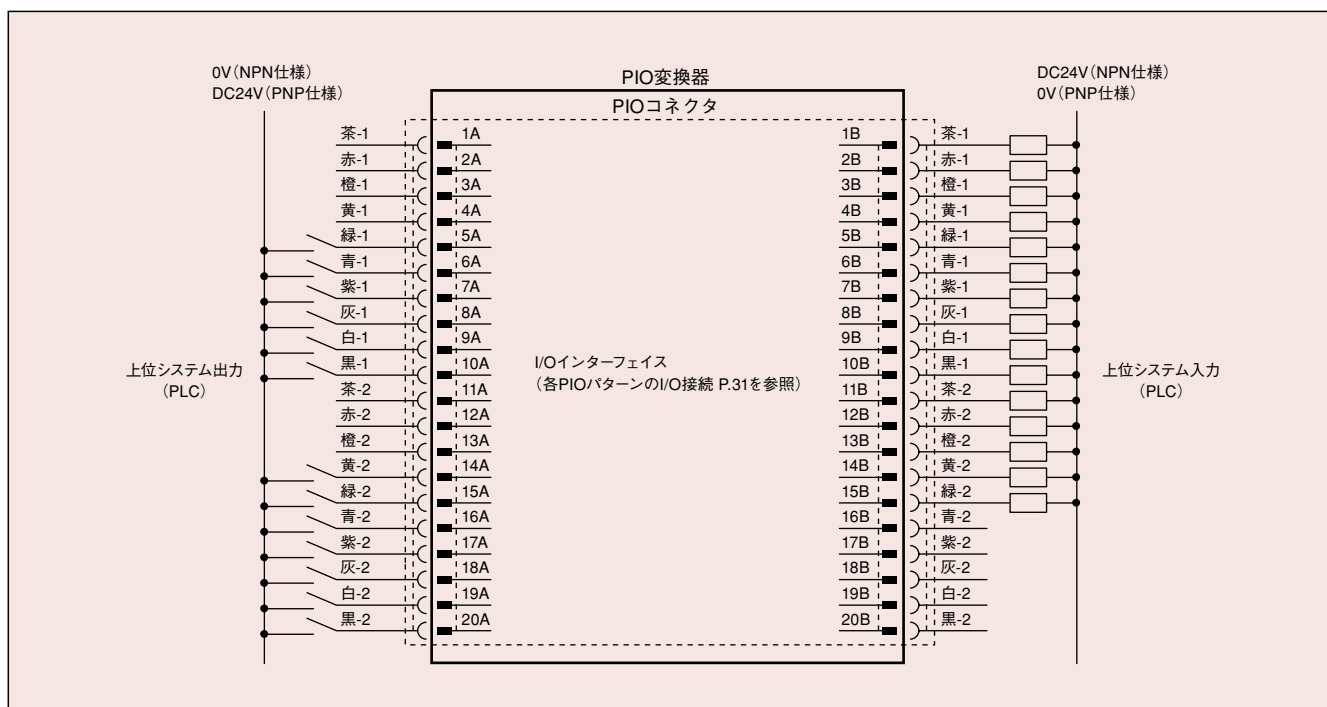 0V（NPN仕様）
DC24V（PNP仕様）
DC24V（NPN仕様）
0V（PNP仕様）
PIO変換器
PIOコネクタ
茶-1 1A 1B 茶-1
赤-1 2A 2B 赤-1
橙-1 3A 3B 橙-1
黄-1 4A 4B 黄-1
緑-1 5A 5B 緑-1
青-1 6A 6B 青-1
紫-1 7A 7B 紫-1
灰-1 8A 8B 灰-1
白-1 9A 9B 白-1
黒-1 10A 10B 黒-1
茶-2 11A 11B 茶-2
赤-2 12A 12B 赤-2
橙-2 13A 13B 橙-2
黄-2 14A 14B 黄-2
緑-2 15A 15B 緑-2
青-2 16A 16B 青-2
紫-2 17A 17B 紫-2
灰-2 18A 18B 灰-2
白-2 19A 19B 白-2
黒-2 20A 20B 黒-2
上位システム出力
（PLC）
I/Oインターフェイス
（各PIOパターンのI/O接続 P.31を参照）
上位システム入力
（PLC）